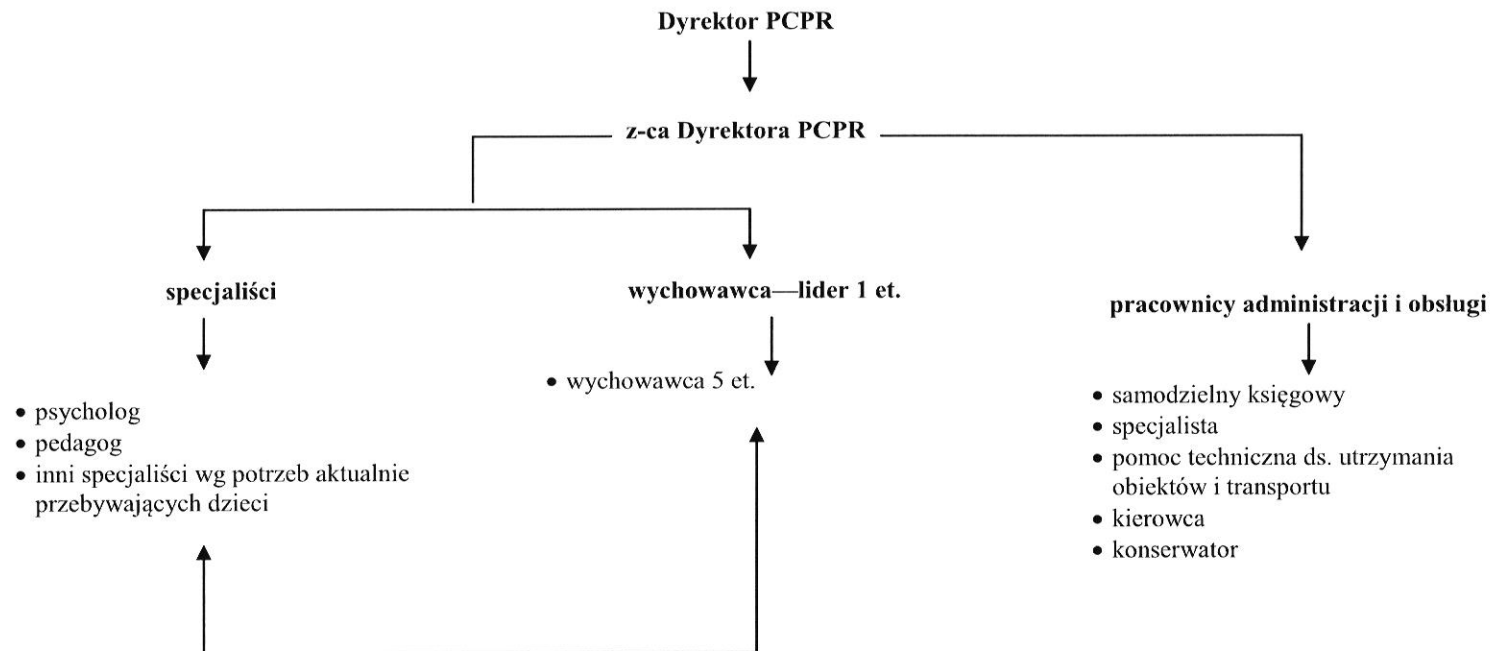 Dyrektor PCPR
z-ca Dyrektora PCPR
specjaliści
wychowawca—lider 1 et.
pracownicy administracji i obsługi
• psycholog
• pedagog
• inni specjaliści wg potrzeb aktualnie
przebywających dzieci
• wychowawca 5 et.
• samodzielny księgowy
• specjalista
• pomoc techniczna ds. utrzymania
obiektów i transportu
• kierowca
• konserwator